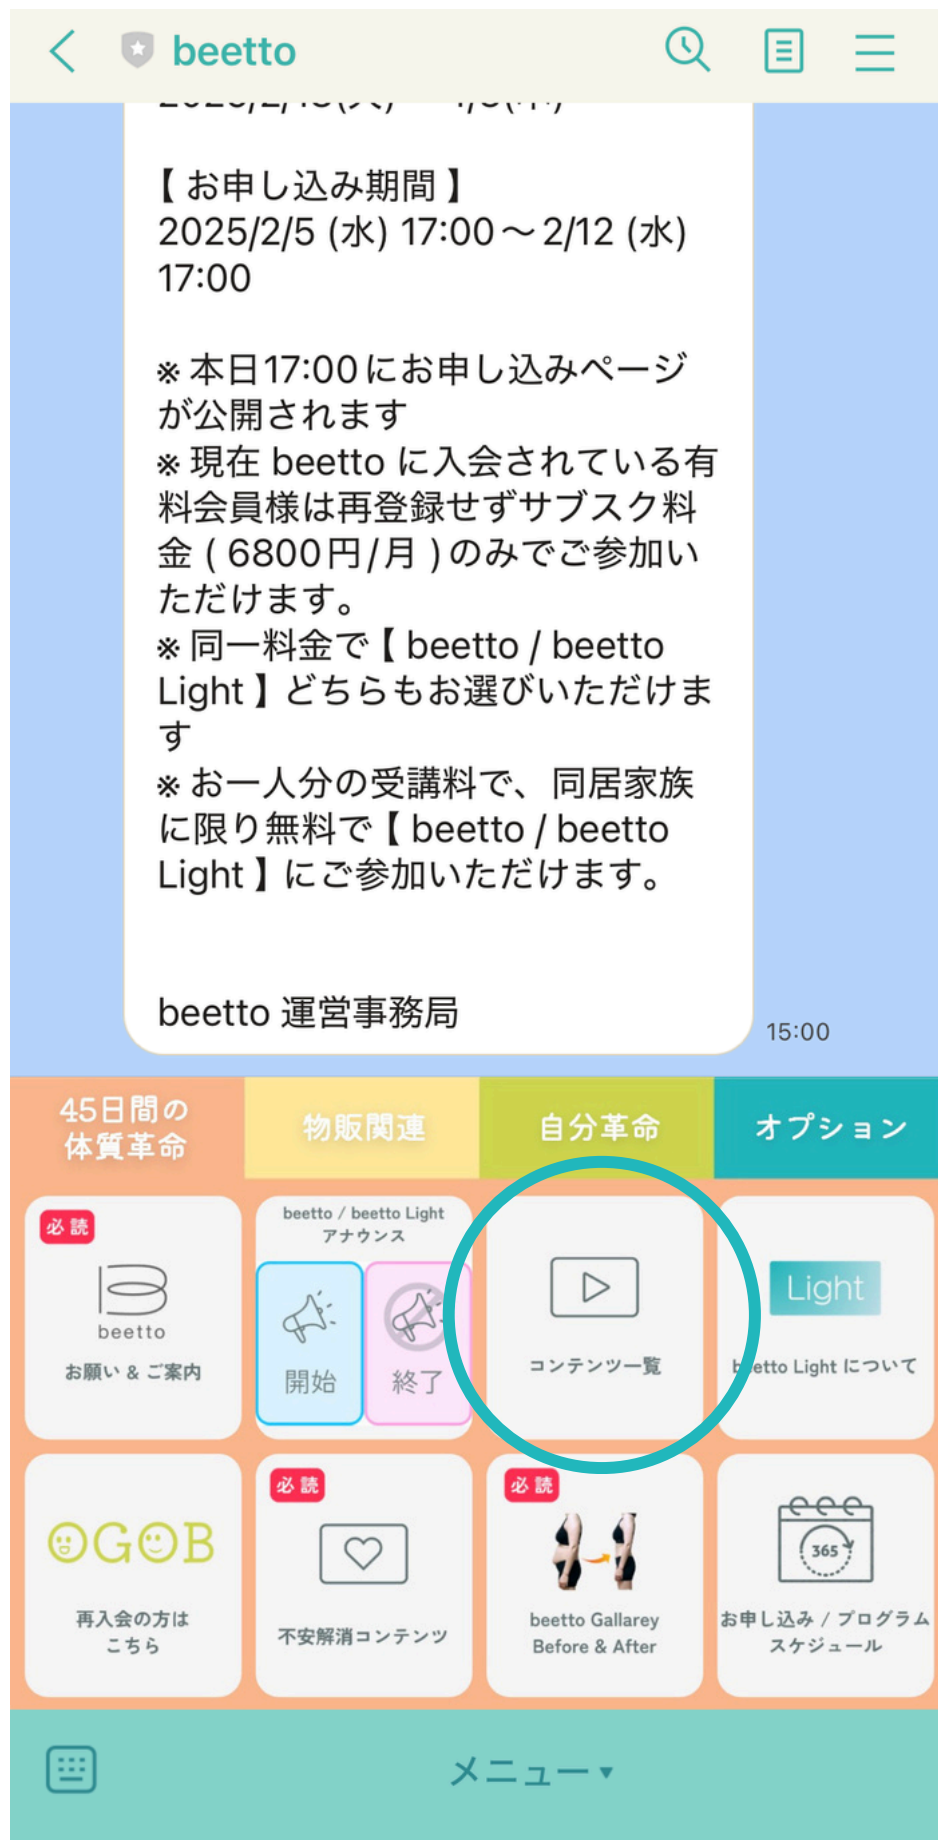 beetto
【 お申し込み期間 】
2025/2/5 (水) 17:00〜2/12 (水)
17:00
※ 本日17:00にお申し込みページ
が公開されます
※ 現在 beetto に入会されている有
料会員様は再登録せずサブスク料
金 ( 6800円/月 )のみでご参加い
ただけます。
※ 同一料金で【 beetto / beetto
Light 】どちらもお選びいただけま
す
※ お一人分の受講料で、同居家族
に限り無料で【 beetto / beetto
Light 】にご参加いただけます。
beetto 運営事務局
15:00
45日間の
体質革命
物販関連
自分革命
オプション
必読
beetto
お願い & ご案内
beetto / beetto Light
アナウンス
開始
終了
コンテンツ一覧
Light
beetto Light について
OGOB
再入会の方は
こちら
必読
不安解消コンテンツ
必読
beetto Gallarey
Before & After
365
お申し込み / プログラム
スケジュール
メニュー▾